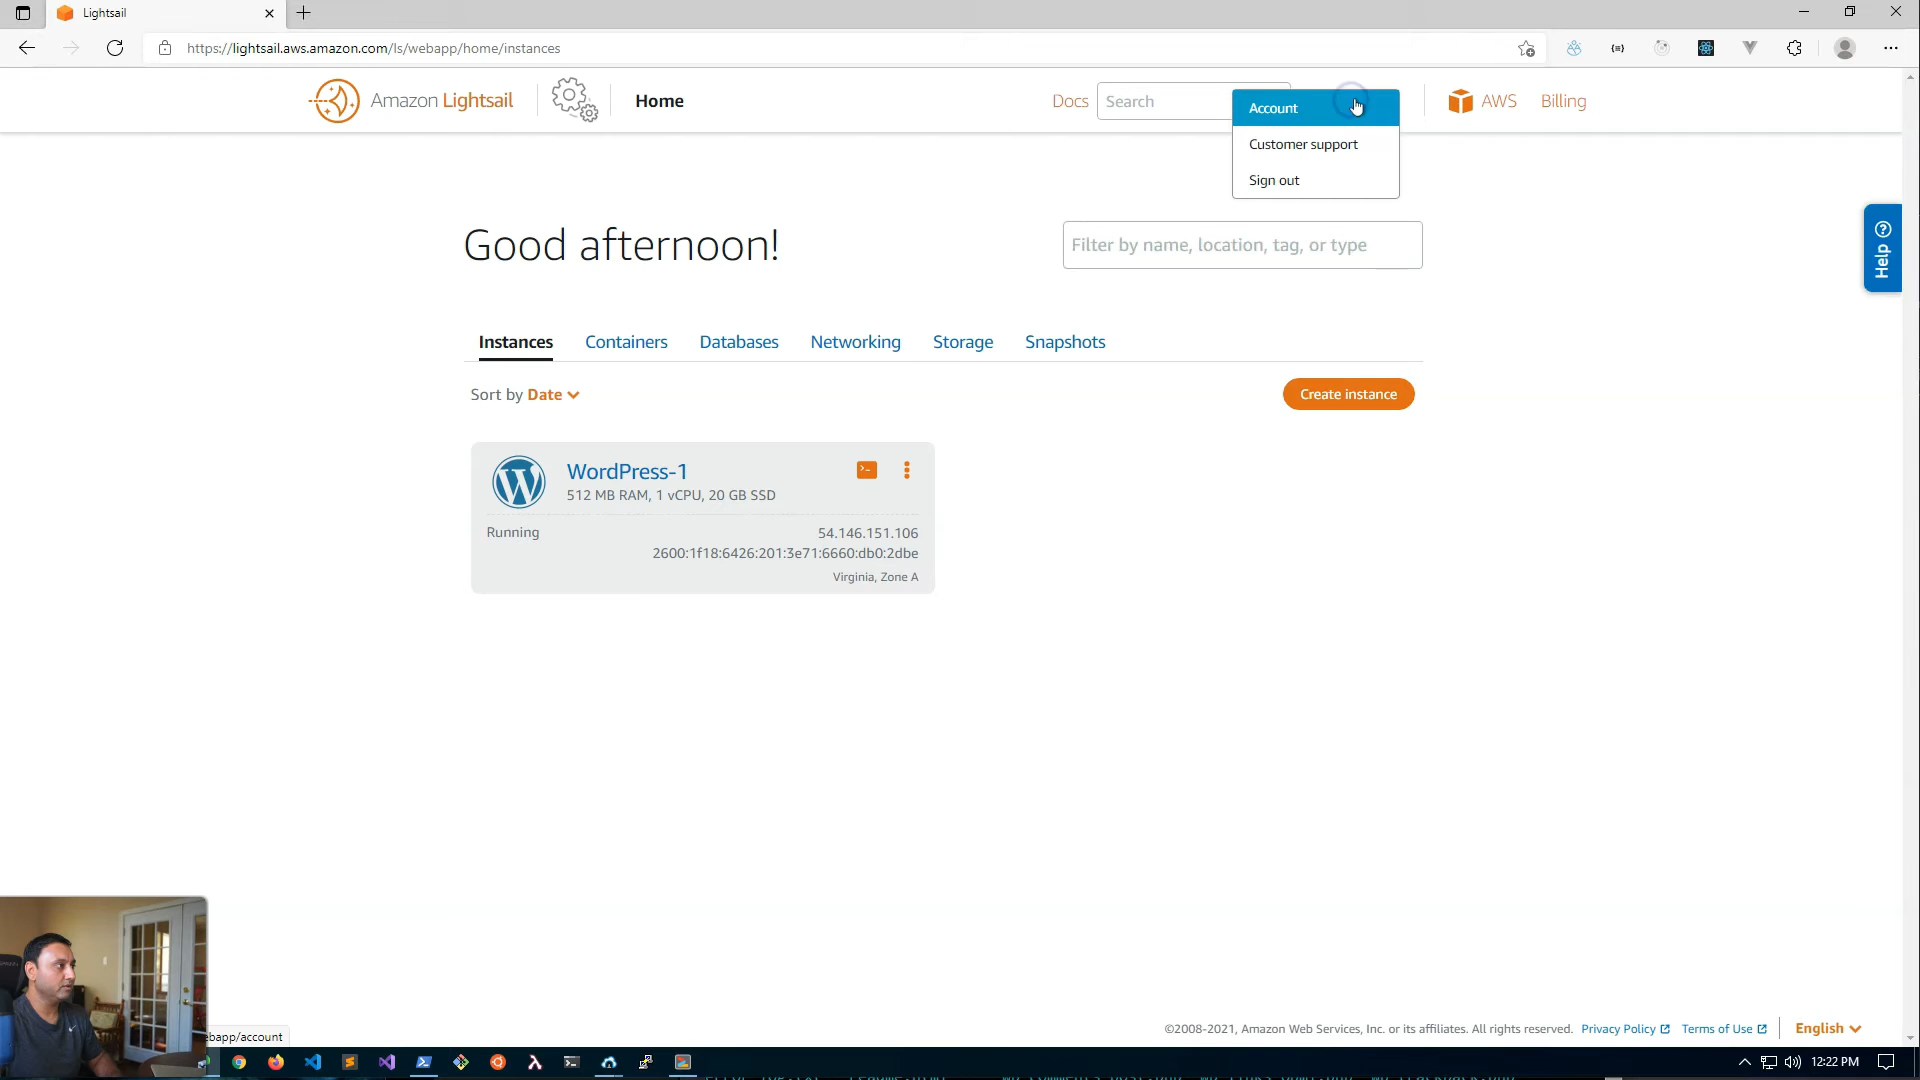 Lightsail
https://lightsail.aws.amazon.com/ls/webapp/home/instances
Amazon Lightsail
Home
Docs
Search
Account
Customer support
Sign out
AWS
Billing
Good afternoon!
Filter by name, location, tag, or type
Help
Instances
Containers
Databases
Networking
Storage
Snapshots
Sort by Date
Create instance
WordPress-1
512 MB RAM, 1 vCPU, 20 GB SSD
Running
54.146.151.106
2600:1f18:6426:201:3e71:6660:db0:2dbe
Virginia, Zone A
©2008-2021, Amazon Web Services, Inc. or its affiliates. All rights reserved.
Privacy Policy
Terms of Use
English
ebapp/account
12:22 PM